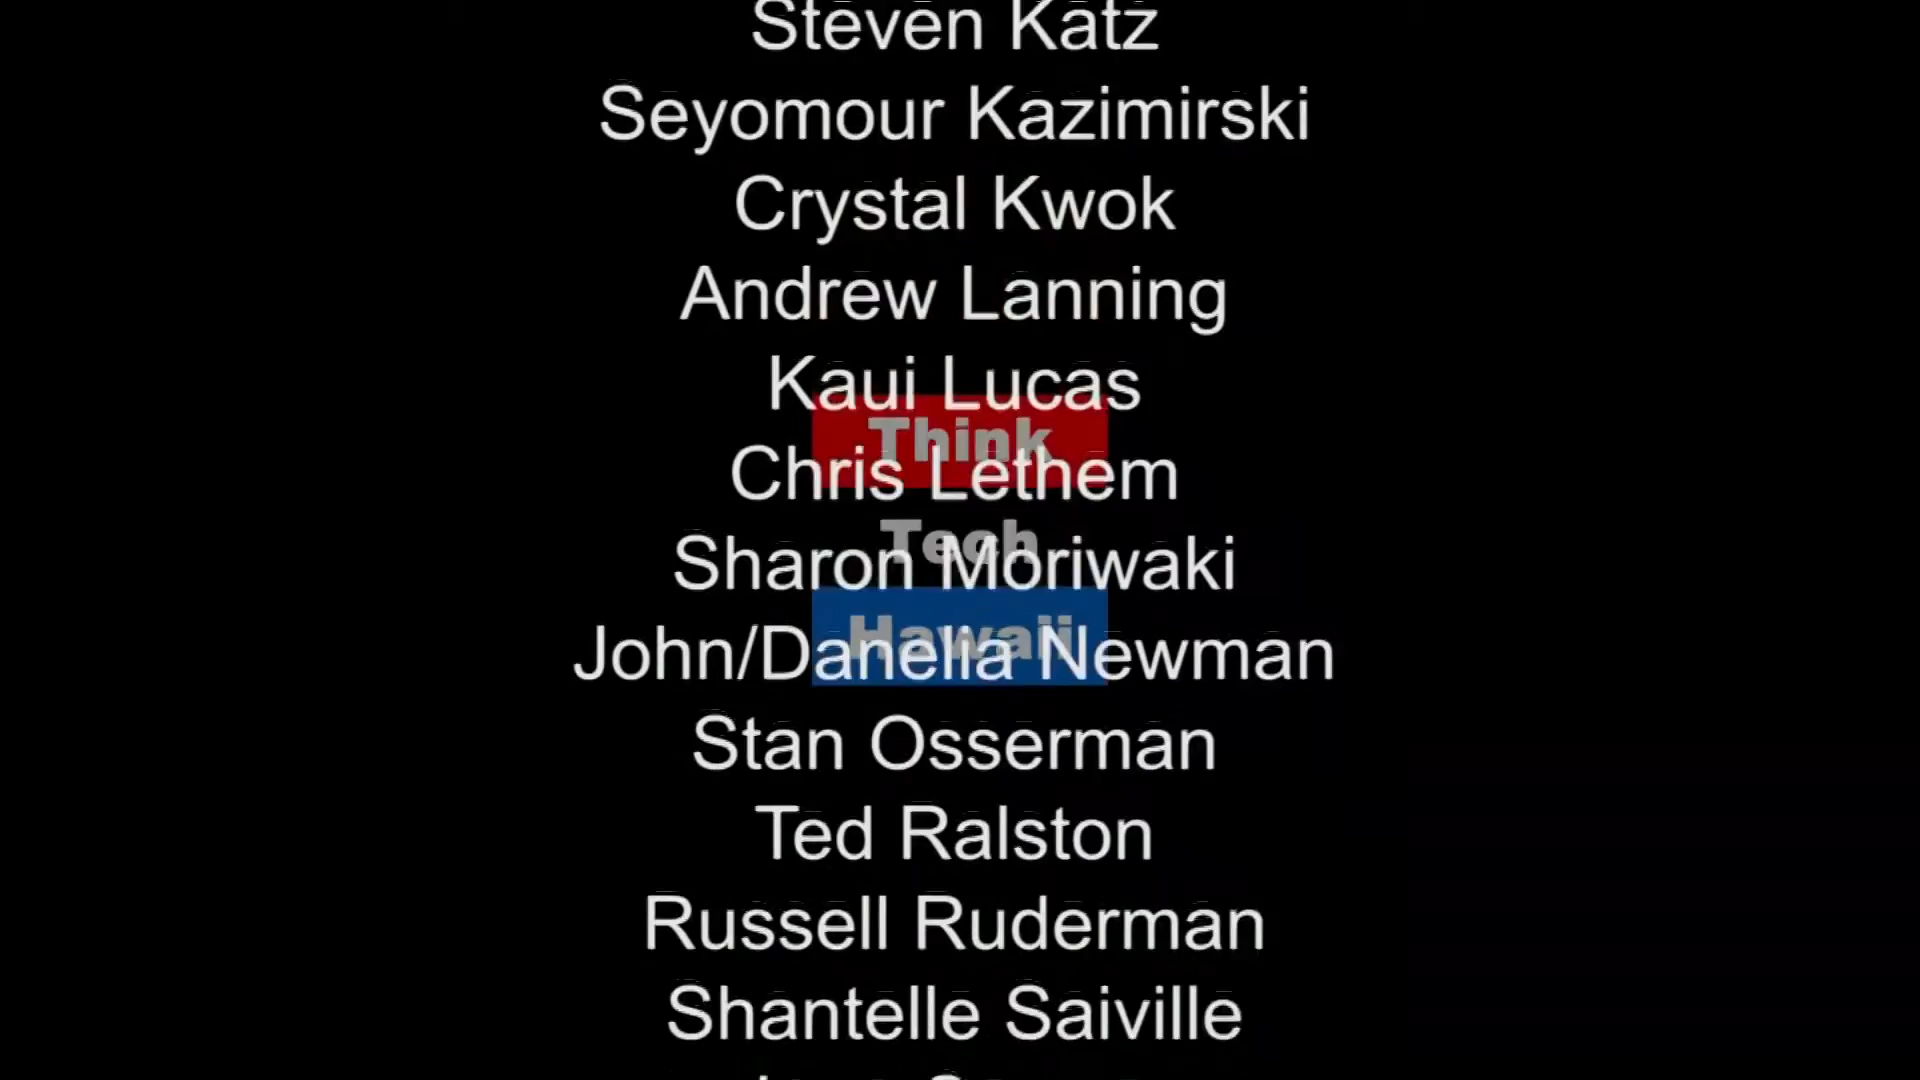 Steven Katz
Seyomour Kazimirski
Crystal Kwok
Andrew Lanning
Kaui Lucas
Think
Chris Lethem
Tech
Sharon Moriwaki
Hawaii
John/Danelia Newman
Stan Osserman
Ted Ralston
Russell Ruderman
Shantelle Saiville